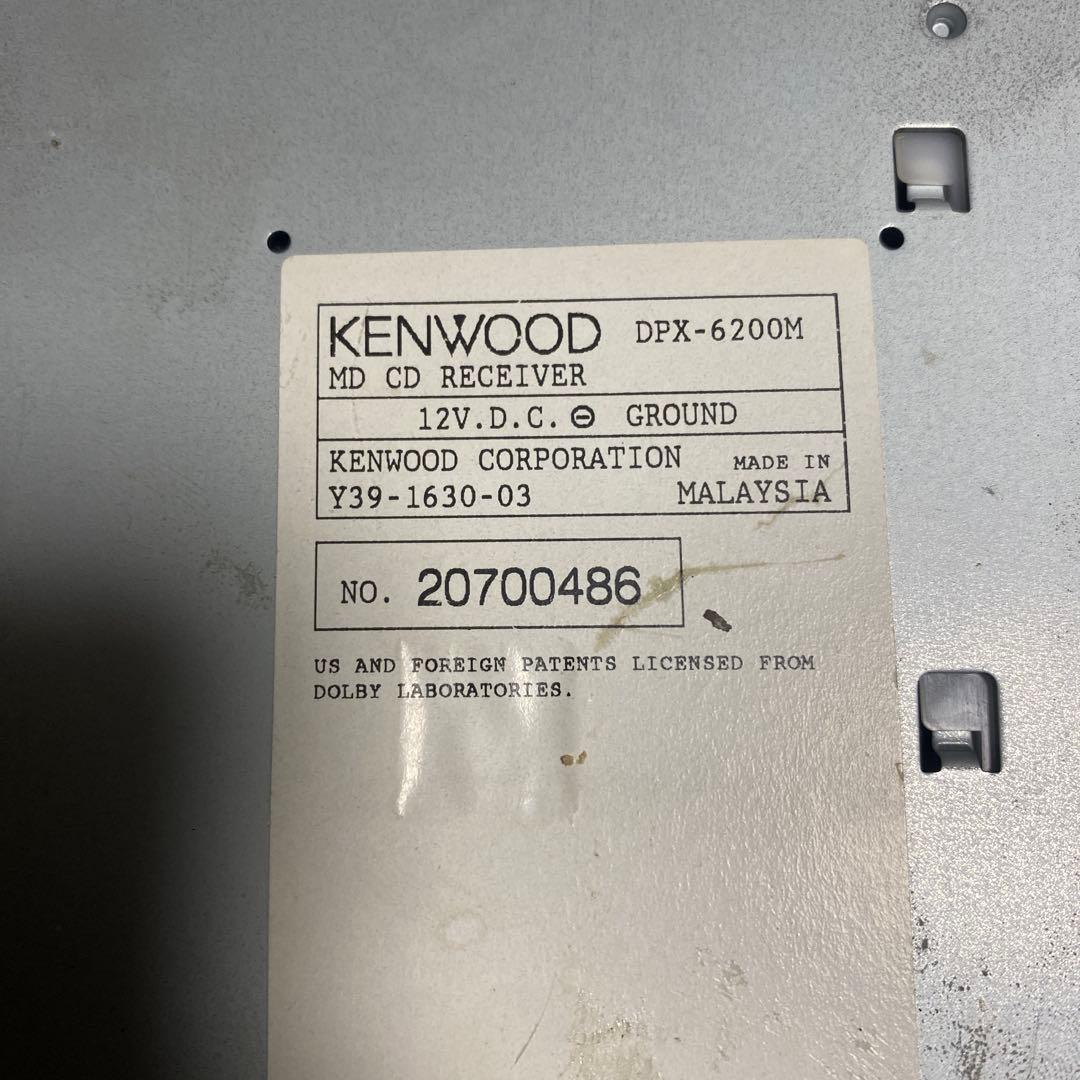 KENWOOD DPX-6200M
MD CD RECEIVER
12V.D.C. ⊖ GROUND
KENWOOD CORPORATION MADE IN
Y39-1630-03 MALAYSIA
NO. 20700486
US AND FOREIGN PATENTS LICENSED FROM
DOLBY LABORATORIES.